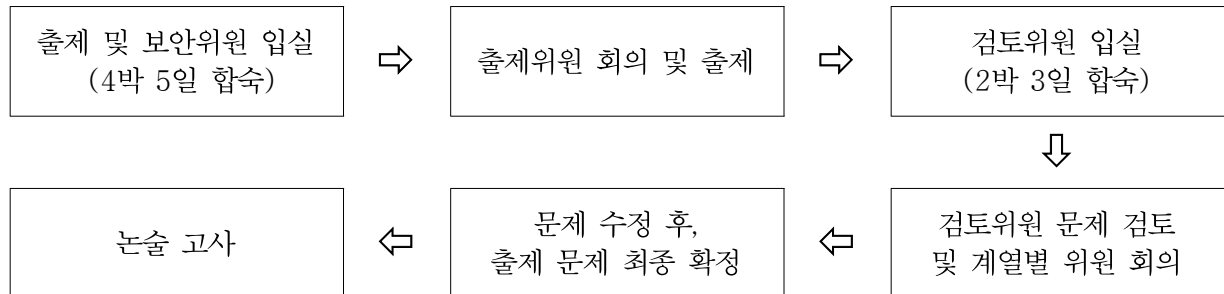 출제 및 보안위원 입실
(4박 5일 합숙)
출제위원 회의 및 출제
검토위원 입실
(2박 3일 합숙)
검토위원 문제 검토
및 계열별 위원 회의
문제 수정 후,
출제 문제 최종 확정
논술 고사